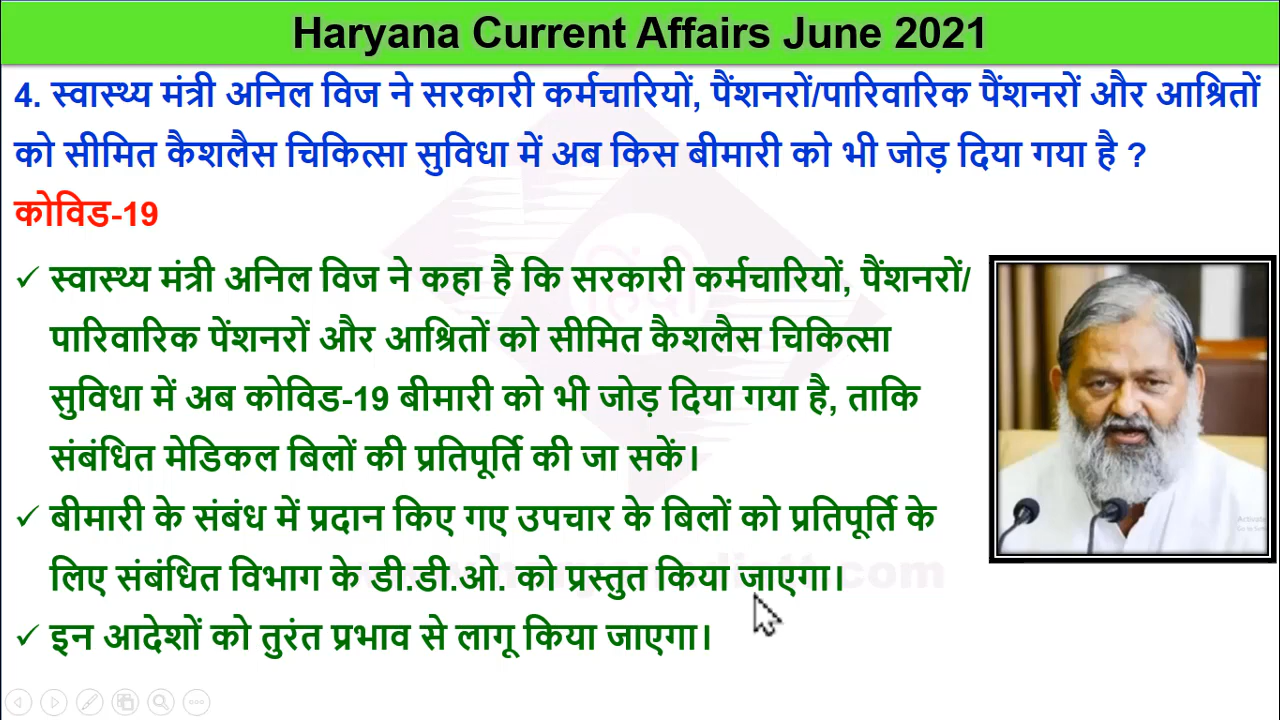 Haryana Current Affairs June 2021
4. स्वास्थ्य मंत्री अनिल विज ने सरकारी कर्मचारियों, पैंशनरों/पारिवारिक पैंशनरों और आश्रितों
को सीमित कैशलैस चिकित्सा सुविधा में अब किस बीमारी को भी जोड़ दिया गया है ?
कोविड-19
✓ स्वास्थ्य मंत्री अनिल विज ने कहा है कि सरकारी कर्मचारियों, पैंशनरों/
पारिवारिक पेंशनरों और आश्रितों को सीमित कैशलैस चिकित्सा
सुविधा में अब कोविड-19 बीमारी को भी जोड़ दिया गया है, ताकि
संबंधित मेडिकल बिलों की प्रतिपूर्ति की जा सकें।
✓ बीमारी के संबंध में प्रदान किए गए उपचार के बिलों को प्रतिपूर्ति के
लिए संबंधित विभाग के डी.डी.ओ. को प्रस्तुत किया जाएगा।
✓ इन आदेशों को तुरंत प्रभाव से लागू किया जाएगा।
हिंदी